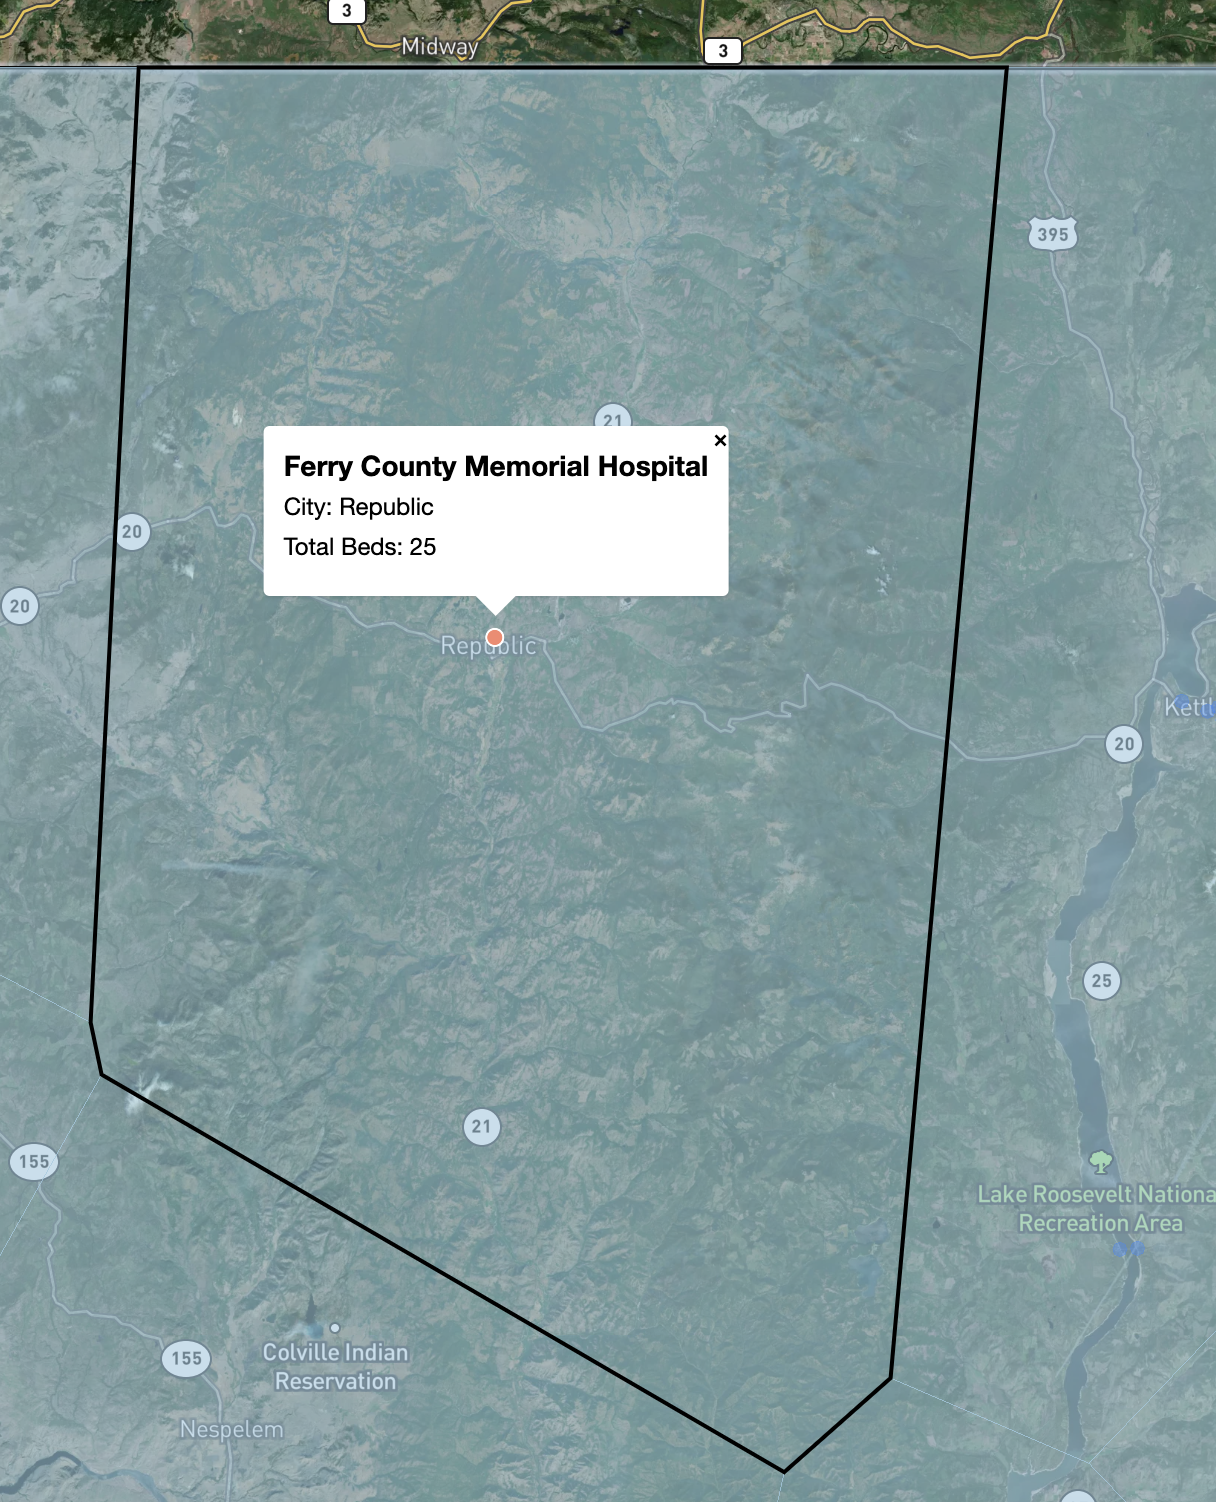 3
Midway
3
395
21
×
Ferry County Memorial Hospital
City: Republic
Total Beds: 25
20
20
Republic
Kettl
20
25
21
155
Lake Roosevelt Nationa
Recreation Area
155
Colville Indian
Reservation
Nespelem